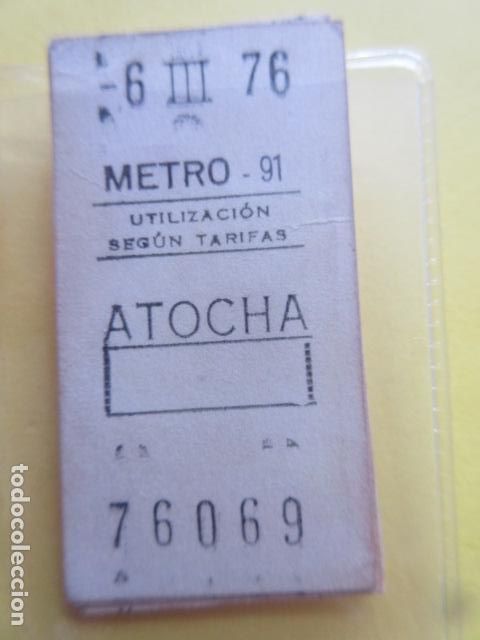 -6 III 76
METRO - 91
UTILIZACIÓN
SEGÚN TARIFAS
ATOCHA
76069
todocoleccion